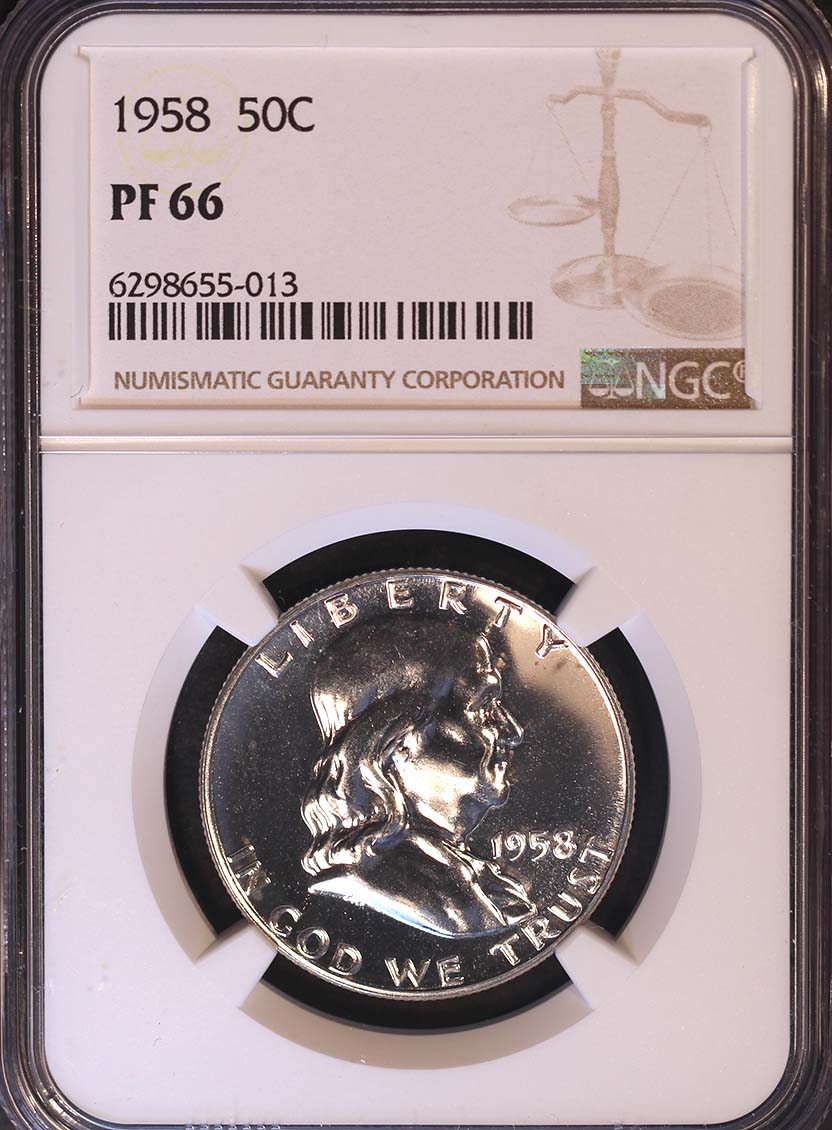 1958 50C
PF 66
6298655-013
NUMISMATIC GUARANTY CORPORATION
NGC®
LIBERTY
1958
IN GOD WE TRUST